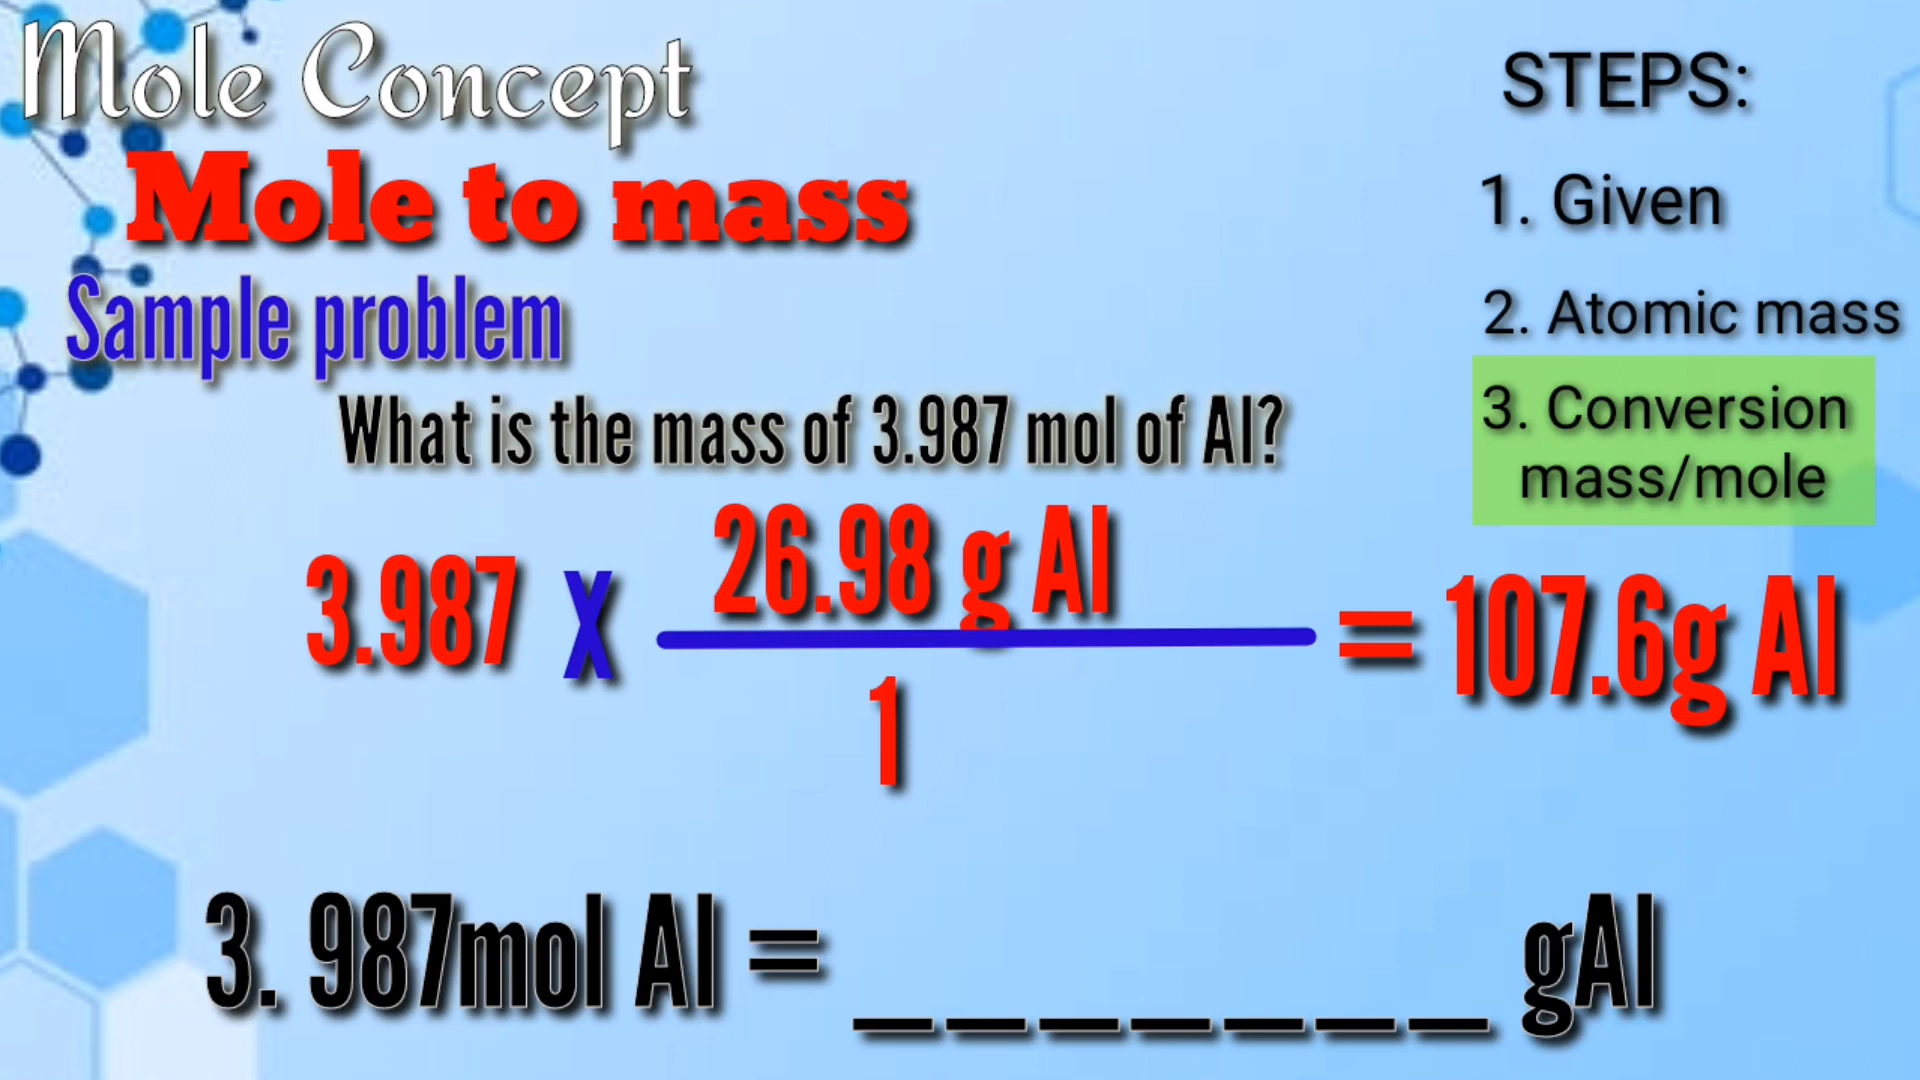 Mole Concept
Mole to mass
Sample problem
What is the mass of 3.987 mol of Al?
3.987 X 26.98 g Al
1
= 107.6g Al
3. 987mol Al = _ _ _ _ _ _ _ gAl
STEPS:
1. Given
2. Atomic mass
3. Conversion
mass/mole